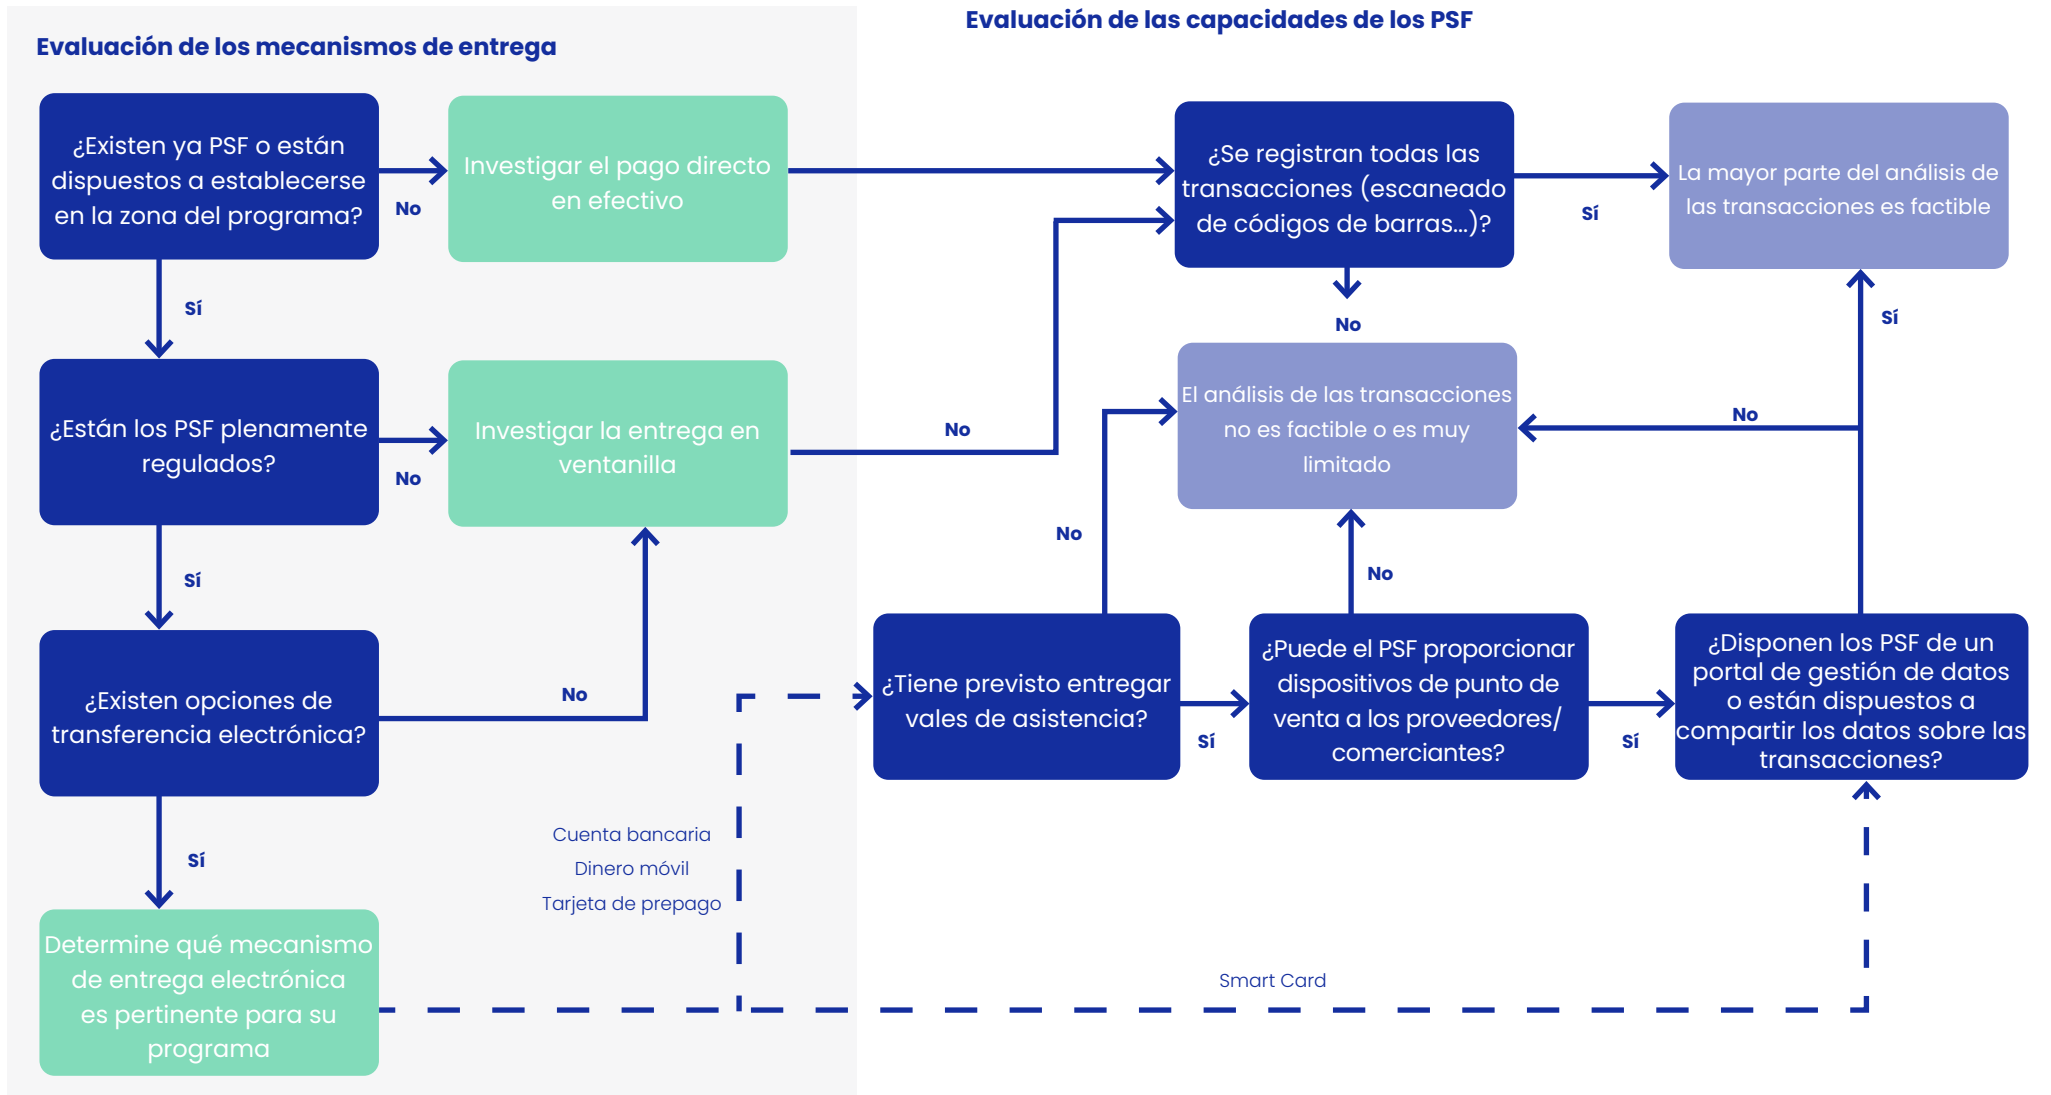 Evaluación de los mecanismos de entrega
¿Existen ya PSF o están
dispuestos a establecerse
en la zona del programa?
No
Investigar el pago directo
en efectivo
Sí
¿Están los PSF plenamente
regulados?
No
Investigar la entrega en
ventanilla
Sí
¿Existen opciones de
transferencia electrónica?
No
Sí
Determine qué mecanismo
de entrega electrónica
es pertinente para su
programa
Cuenta bancaria
Dinero móvil
Tarjeta de prepago
Evaluación de las capacidades de los PSF
¿Se registran todas las
transacciones (escaneado
de códigos de barras...)?
Sí
La mayor parte del análisis de
las transacciones es factible
No
Sí
El análisis de las transacciones
no es factible o es muy
limitado
No
No
No
No
¿Tiene previsto entregar
vales de asistencia?
Sí
¿Puede el PSF proporcionar
dispositivos de punto de
venta a los proveedores/
comerciantes?
Sí
¿Disponen los PSF de un
portal de gestión de datos
o están dispuestos a
compartir los datos sobre las
transacciones?
Smart Card